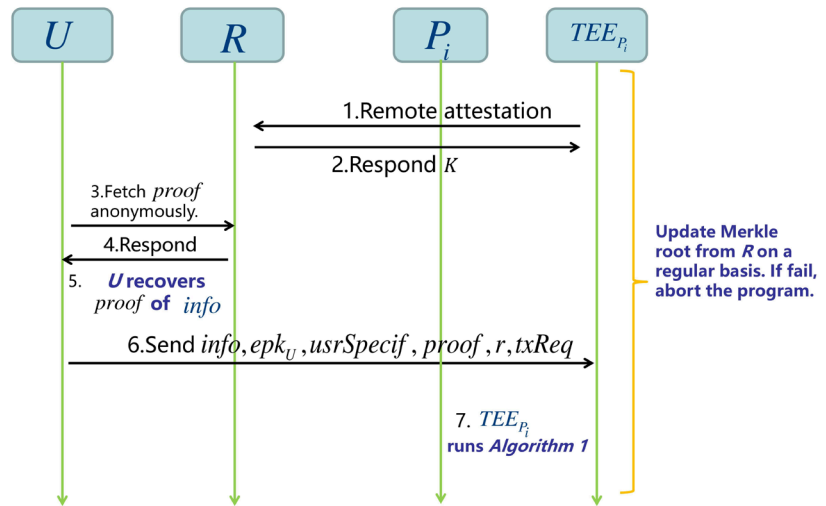 U R P_i TEE_{P_i}
1.Remote attestation
2.Respond K
3.Fetch proof
anonymously.
4.Respond
5. U recovers
proof of info
Update Merkle
root from R on a
regular basis. If fail,
abort the program.
6.Send info, epk_U, usrSpecif, proof, r, txReq
7. TEE_{P_i}
runs Algorithm 1